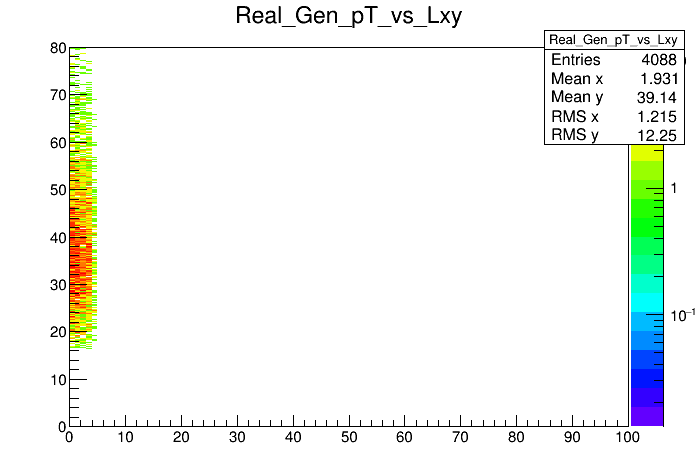 Real_Gen_pT_vs_Lxy
Real_Gen_pT_vs_Lxy
Entries 4088
Mean x 1.931
Mean y 39.14
RMS x 1.215
RMS y 12.25
80
70
60
50
40
30
20
10
0
0 10 20 30 40 50 60 70 80 90 100
1
10⁻¹